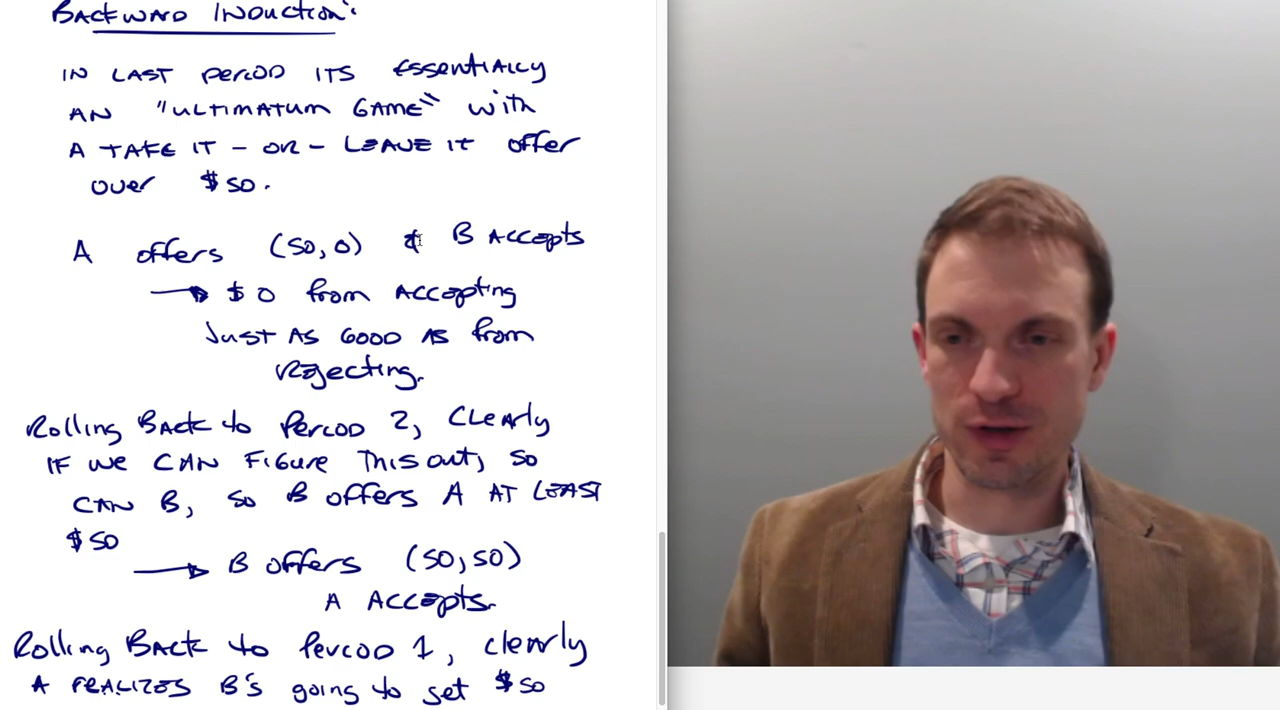 BACKWARD INDUCTION:
IN LAST PERIOD ITS ESSENTIALLY
AN "ULTIMATUM GAME" WITH
A TAKE IT - OR - LEAVE IT OFFER
OVER $50.
A OFFERS (50,0) & B ACCEPTS
→ $0 FROM ACCEPTING
JUST AS GOOD AS FROM
REJECTING.
ROLLING BACK TO PERIOD 2, CLEARLY
IF WE CAN FIGURE THIS OUT, SO
CAN B, SO B OFFERS A AT LEAST
$50
→ B OFFERS (50,50)
A ACCEPTS.
ROLLING BACK TO PERIOD 1, CLEARLY
A REALIZES B'S GOING TO GET $50